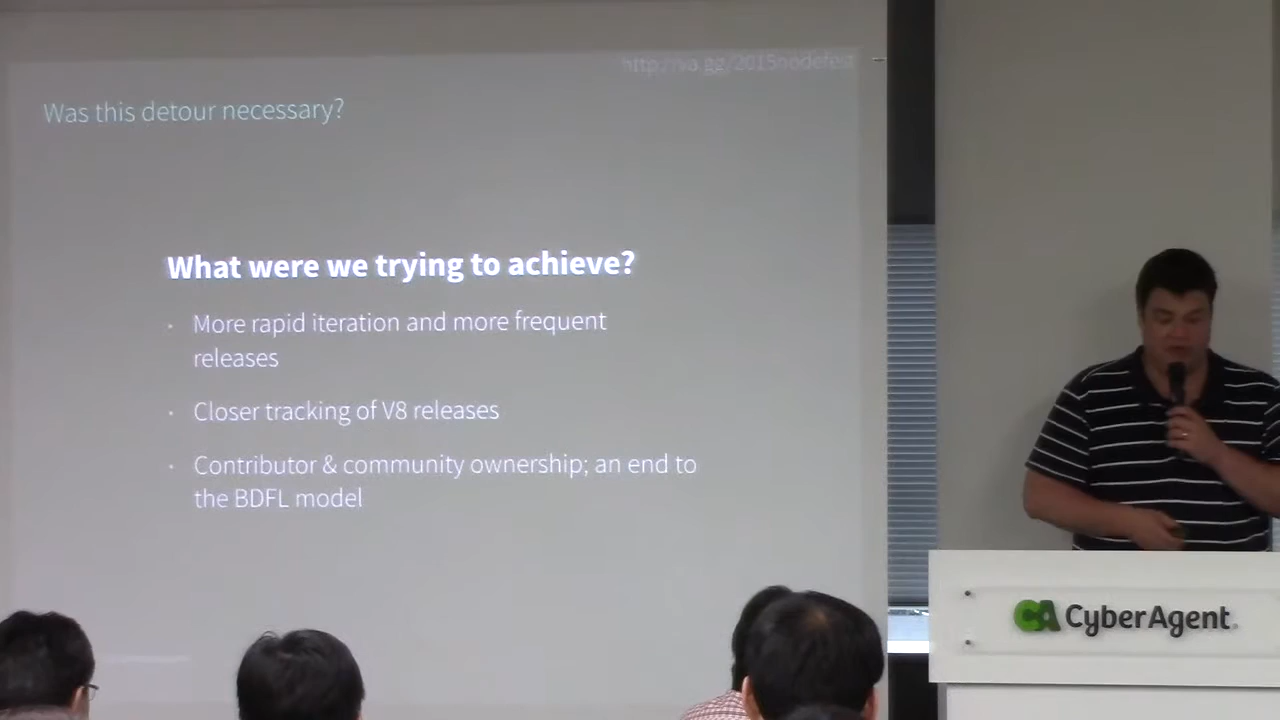 http://va.gg/2015nodefest
Was this detour necessary?
What were we trying to achieve?
· More rapid iteration and more frequent
releases
· Closer tracking of V8 releases
· Contributor & community ownership; an end to
the BDFL model
CA CyberAgent